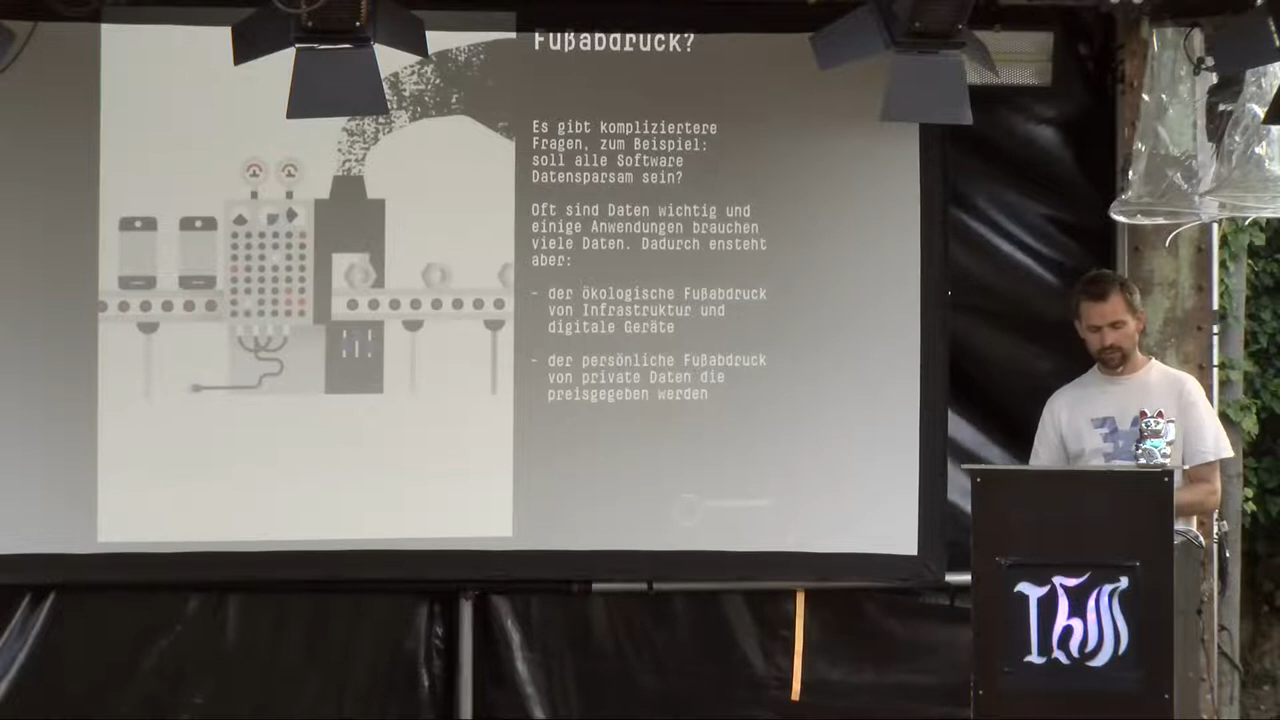 Fußabdruck?
Es gibt kompliziertere
Fragen, zum Beispiel:
soll alle Software
Datensparsam sein?
Oft sind Daten wichtig und
einige Anwendungen brauchen
viele Daten. Dadurch ensteht
aber:
- der ökologische Fußabdruck
von Infrastruktur und
digitale Geräte
- der persönliche Fußabdruck
von private Daten die
preisgegeben werden